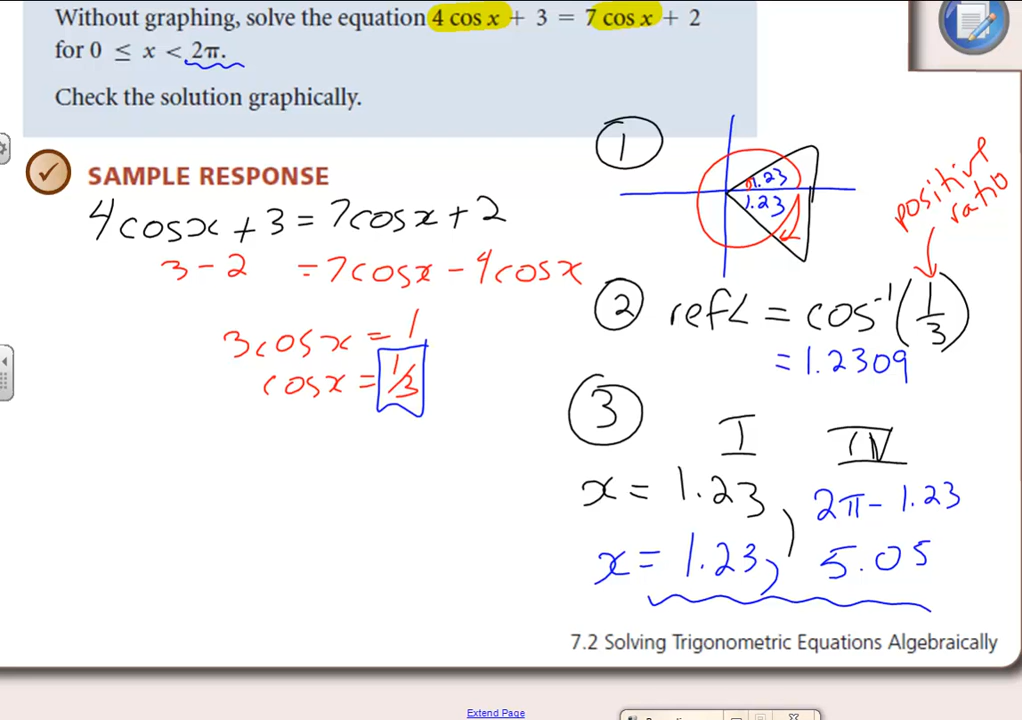 Without graphing, solve the equation 4 cos x + 3 = 7 cos x + 2
for 0 ≤ x < 2π.
Check the solution graphically.
SAMPLE RESPONSE
4cosx + 3 = 7cosx + 2
3 - 2 = 7cosx - 4cosx
3cosx = 1
cosx = 1/3
1
1.23
1.23
positive
ratio
2 ref∠ = cos⁻¹(1/3)
= 1.2309
3
I IV
x = 1.23, 2π - 1.23
x = 1.23, 5.05
7.2 Solving Trigonometric Equations Algebraically
Extend Page